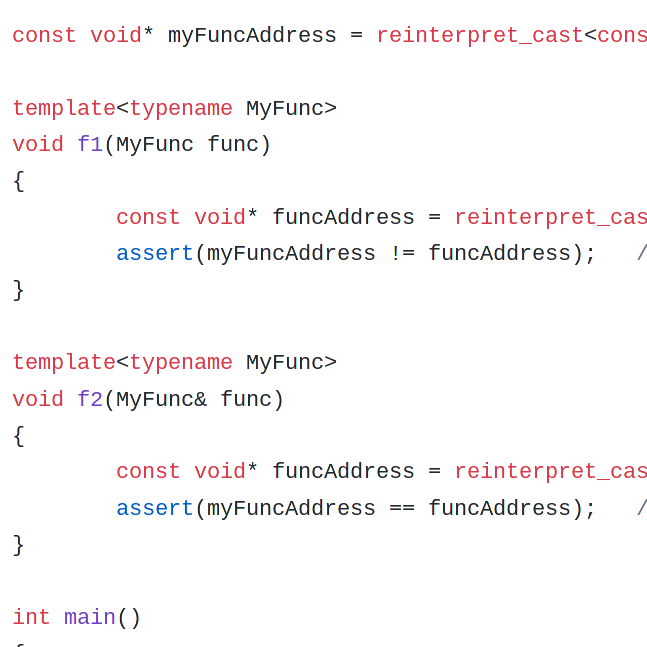 const void* myFuncAddress = reinterpret_cast<cons
template<typename MyFunc>
void f1(MyFunc func)
{
const void* funcAddress = reinterpret_cas
assert(myFuncAddress != funcAddress); /
}
template<typename MyFunc>
void f2(MyFunc& func)
{
const void* funcAddress = reinterpret_cas
assert(myFuncAddress == funcAddress); /
}
int main()
{